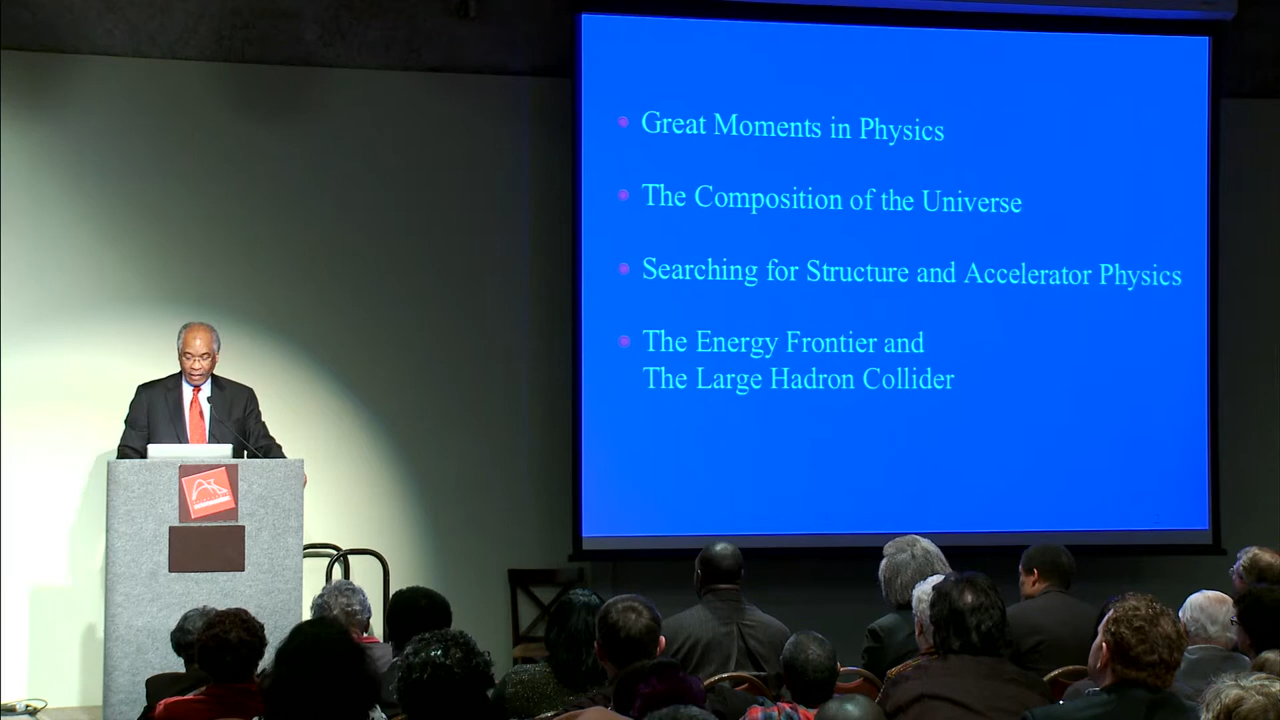 Great Moments in Physics
The Composition of the Universe
Searching for Structure and Accelerator Physics
The Energy Frontier and
The Large Hadron Collider